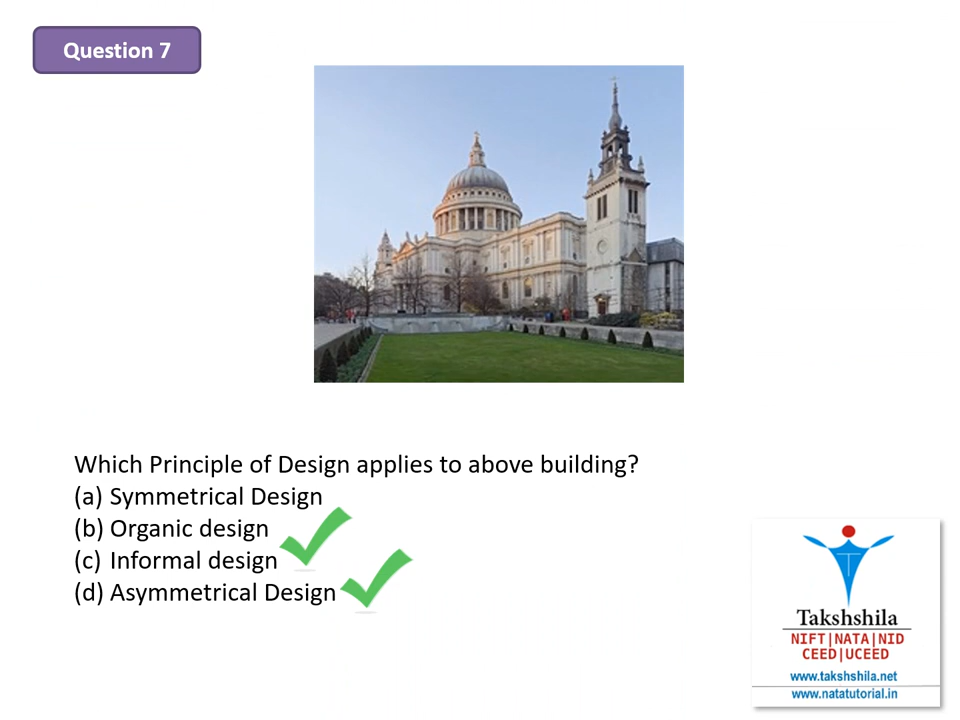 Question 7
Which Principle of Design applies to above building?
(a) Symmetrical Design
(b) Organic design
(c) Informal design
(d) Asymmetrical Design
Takshshila
NIFT|NATA|NID
CEED|UCEED
www.takshshila.net
www.natatutorial.in